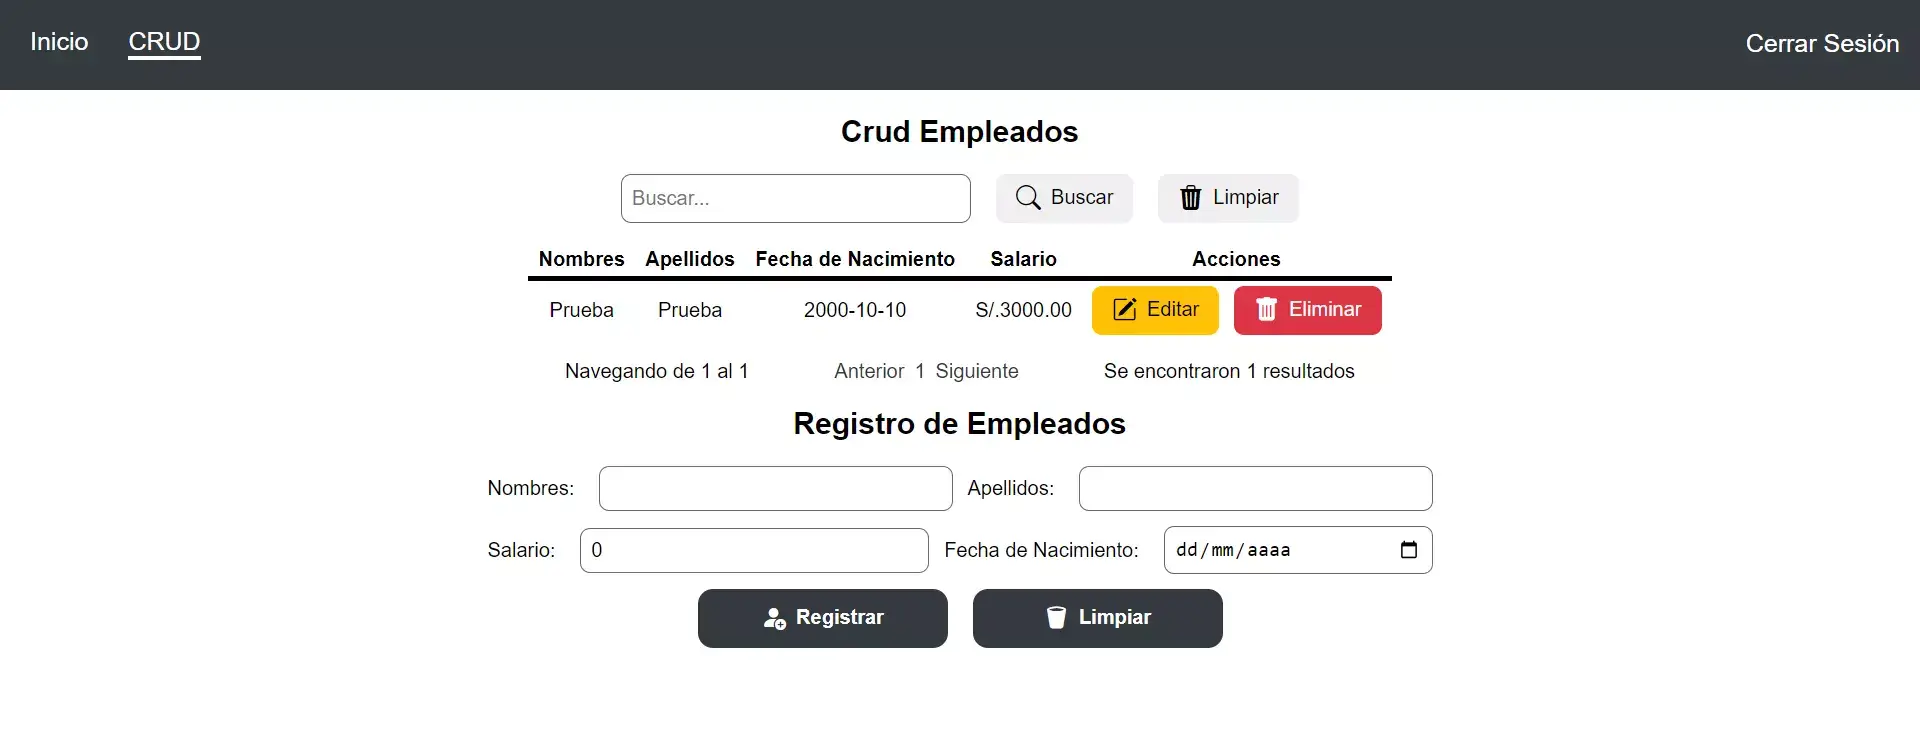 Inicio CRUD Cerrar Sesión
Crud Empleados
Buscar... Buscar Limpiar
Nombres Apellidos Fecha de Nacimiento Salario Acciones
Prueba Prueba 2000-10-10 S/.3000.00 Editar Eliminar
Navegando de 1 al 1 Anterior 1 Siguiente Se encontraron 1 resultados
Registro de Empleados
Nombres: Apellidos:
Salario: 0 Fecha de Nacimiento: dd/mm/aaaa
Registrar Limpiar